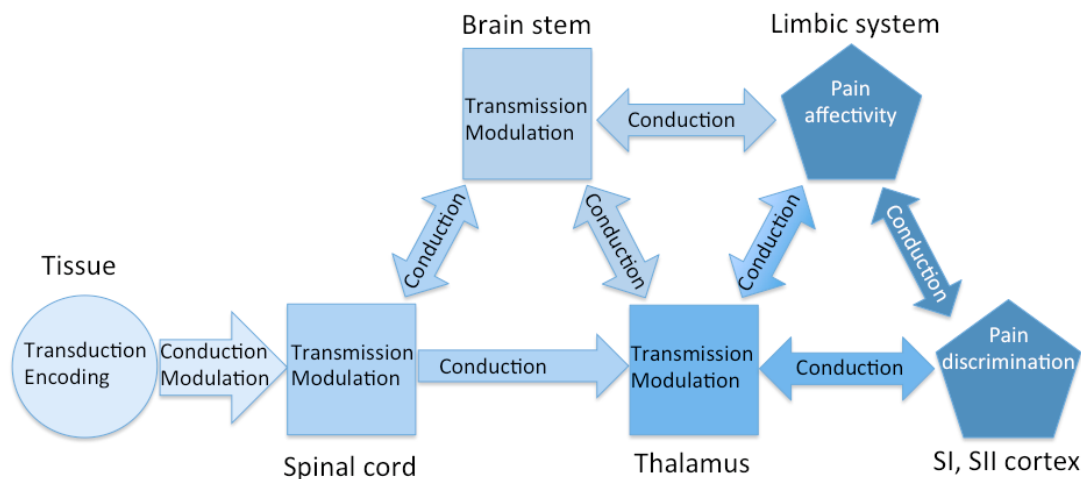 Brain stem
Limbic system
Transmission
Modulation
Conduction
Pain
affectivity
Conduction
Conduction
Conduction
Conduction
Tissue
Transduction
Encoding
Conduction
Modulation
Transmission
Modulation
Conduction
Transmission
Modulation
Conduction
Pain
discrimination
Spinal cord
Thalamus
SI, SII cortex